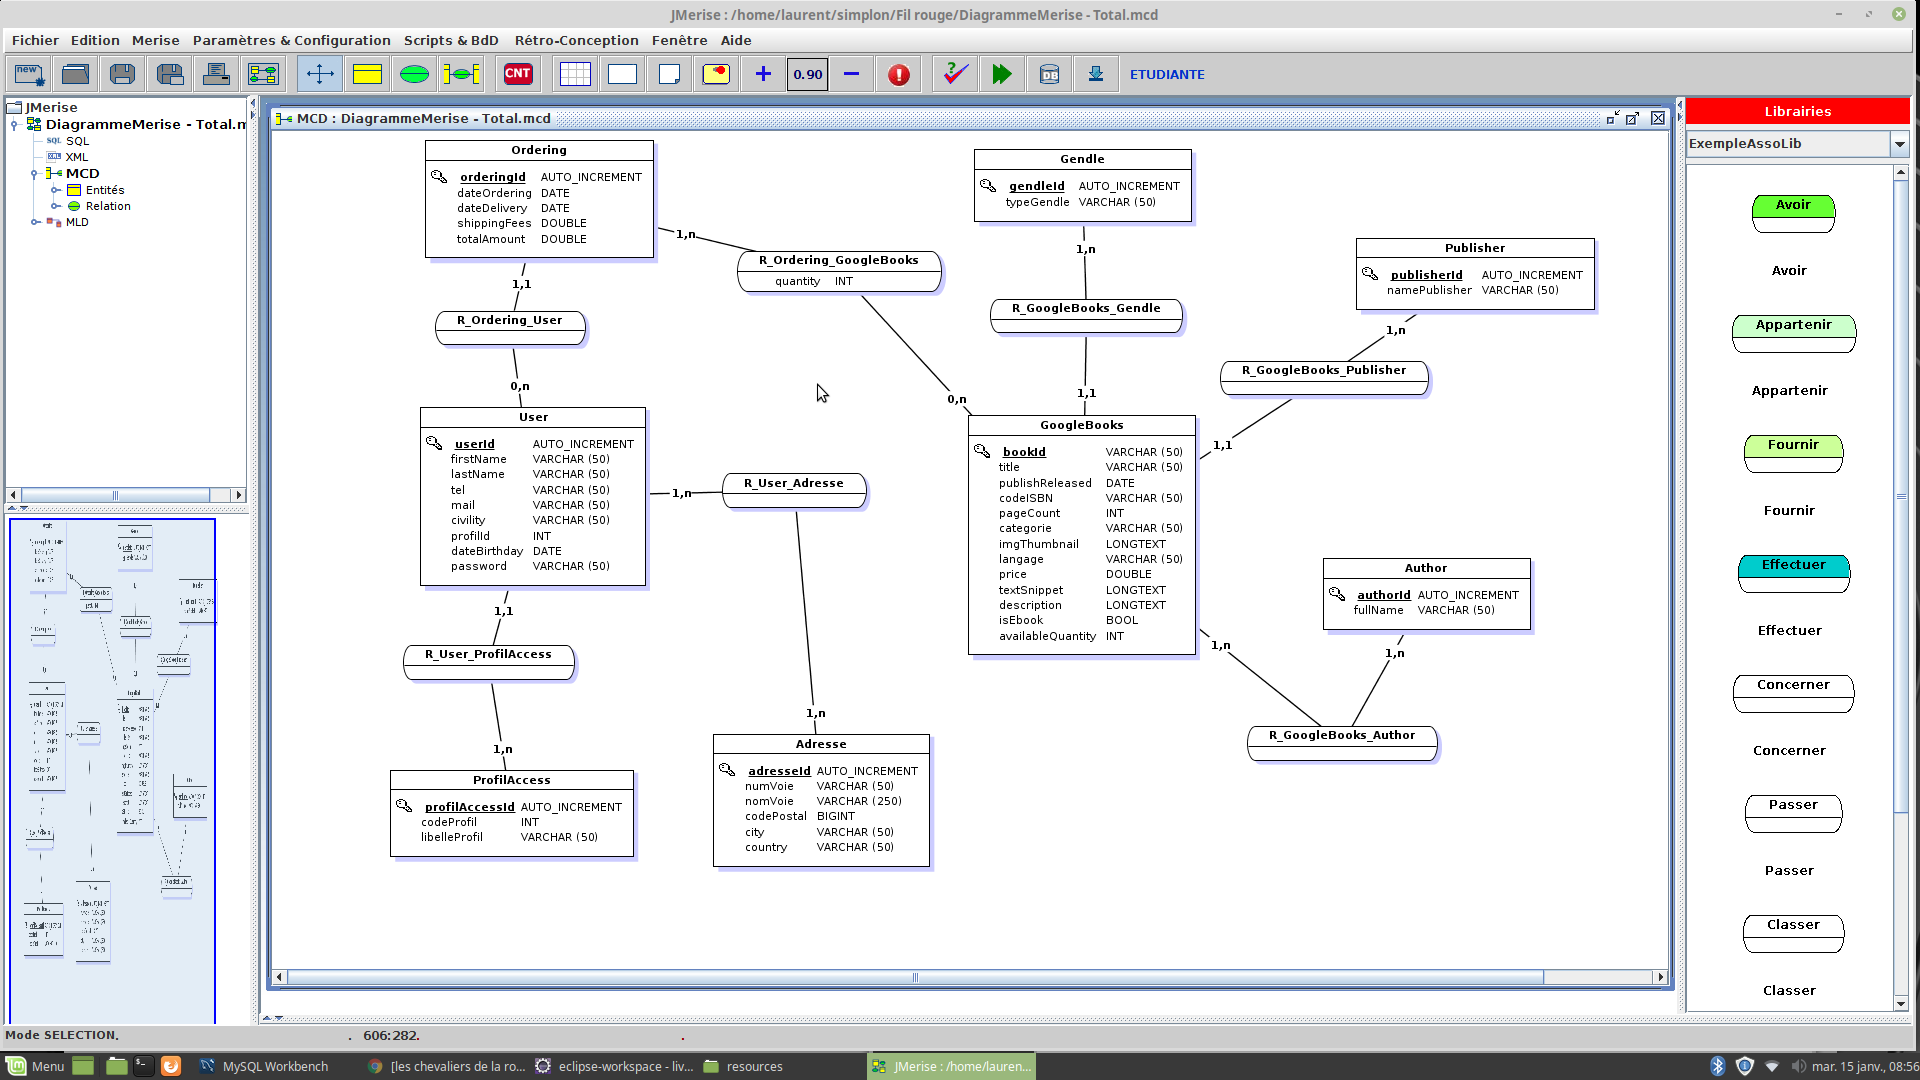 JMerise : /home/laurent/simplon/Fil rouge/DiagrammeMerise - Total.mcd
Fichier Edition Merise Paramètres & Configuration Scripts & BdD Rétro-Conception Fenêtre Aide
new CNT 0.90 DB ETUDIANTE
JMerise
DiagrammeMerise - Total.m
SQL SQL
XML XML
MCD
Entités
Relation
MLD
MCD : DiagrammeMerise - Total.mcd
Ordering
orderingId AUTO_INCREMENT
dateOrdering DATE
dateDelivery DATE
shippingFees DOUBLE
totalAmount DOUBLE
1,n
R_Ordering_GoogleBooks
quantity INT
0,n
1,1
R_Ordering_User
0,n
Gendle
gendleId AUTO_INCREMENT
typeGendle VARCHAR (50)
1,n
R_GoogleBooks_Gendle
1,1
Publisher
publisherId AUTO_INCREMENT
namePublisher VARCHAR (50)
1,n
R_GoogleBooks_Publisher
1,1
User
userId AUTO_INCREMENT
firstName VARCHAR (50)
lastName VARCHAR (50)
tel VARCHAR (50)
mail VARCHAR (50)
civility VARCHAR (50)
profilId INT
dateBirthday DATE
password VARCHAR (50)
1,n
R_User_Adresse
1,n
1,1
R_User_ProfilAccess
1,n
GoogleBooks
bookId VARCHAR (50)
title VARCHAR (50)
publishReleased DATE
codeISBN VARCHAR (50)
pageCount INT
categorie VARCHAR (50)
imgThumbnail LONGTEXT
langage VARCHAR (50)
price DOUBLE
textSnippet LONGTEXT
description LONGTEXT
isEbook BOOL
availableQuantity INT
1,n
Author
authorId AUTO_INCREMENT
fullName VARCHAR (50)
1,n
R_GoogleBooks_Author
ProfilAccess
profilAccessId AUTO_INCREMENT
codeProfil INT
libelleProfil VARCHAR (50)
Adresse
adresseId AUTO_INCREMENT
numVoie VARCHAR (50)
nomVoie VARCHAR (250)
codePostal BIGINT
city VARCHAR (50)
country VARCHAR (50)
Librairies
ExempleAssoLib
Avoir
Avoir
Appartenir
Appartenir
Fournir
Fournir
Effectuer
Effectuer
Concerner
Concerner
Passer
Passer
Classer
Classer
Mode SELECTION. . 606:282. .
Menu MySQL Workbench [les chevaliers de la ro... eclipse-workspace - liv... resources JMerise : /home/lauren... mar. 15 janv., 08:56